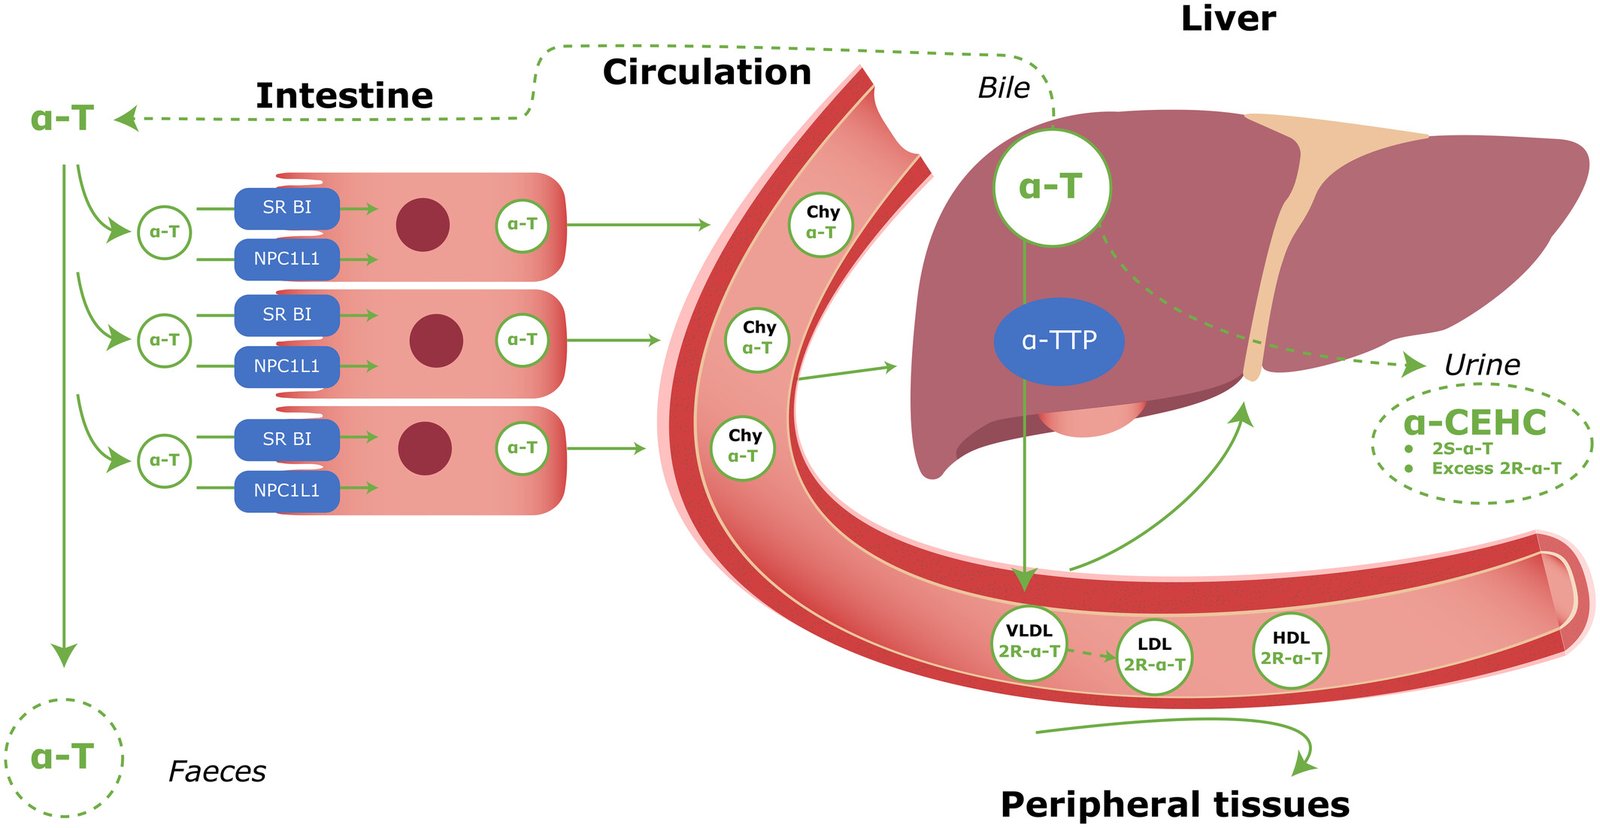 Liver
Circulation
Bile
Intestine
ɑ-T
ɑ-T
SR BI
ɑ-T
NPC1L1
ɑ-T
Chy
ɑ-T
SR BI
ɑ-T
NPC1L1
ɑ-T
Chy
ɑ-T
ɑ-TTP
Urine
ɑ-CEHC
• 2S-ɑ-T
• Excess 2R-ɑ-T
SR BI
ɑ-T
NPC1L1
ɑ-T
Chy
ɑ-T
VLDL
2R-ɑ-T
LDL
2R-ɑ-T
HDL
2R-ɑ-T
ɑ-T
Faeces
Peripheral tissues